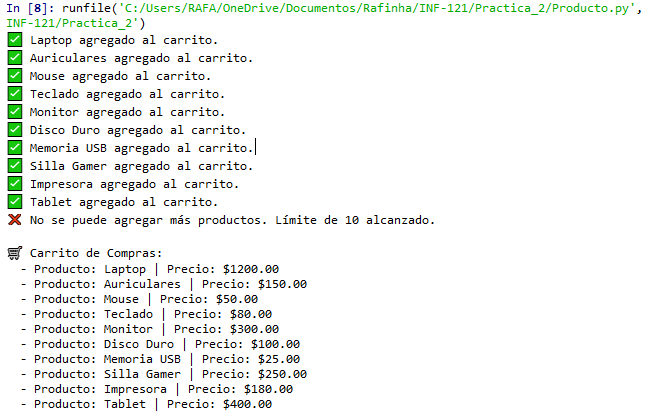 In [8]: runfile('C:/Users/RAFA/OneDrive/Documentos/Rafinha/INF-121/Practica_2/Producto.py',
INF-121/Practica_2')
✅ Laptop agregado al carrito.
✅ Auriculares agregado al carrito.
✅ Mouse agregado al carrito.
✅ Teclado agregado al carrito.
✅ Monitor agregado al carrito.
✅ Disco Duro agregado al carrito.
✅ Memoria USB agregado al carrito.
✅ Silla Gamer agregado al carrito.
✅ Impresora agregado al carrito.
✅ Tablet agregado al carrito.
❌ No se puede agregar más productos. Límite de 10 alcanzado.
🛒 Carrito de Compras:
- Producto: Laptop | Precio: $1200.00
- Producto: Auriculares | Precio: $150.00
- Producto: Mouse | Precio: $50.00
- Producto: Teclado | Precio: $80.00
- Producto: Monitor | Precio: $300.00
- Producto: Disco Duro | Precio: $100.00
- Producto: Memoria USB | Precio: $25.00
- Producto: Silla Gamer | Precio: $250.00
- Producto: Impresora | Precio: $180.00
- Producto: Tablet | Precio: $400.00